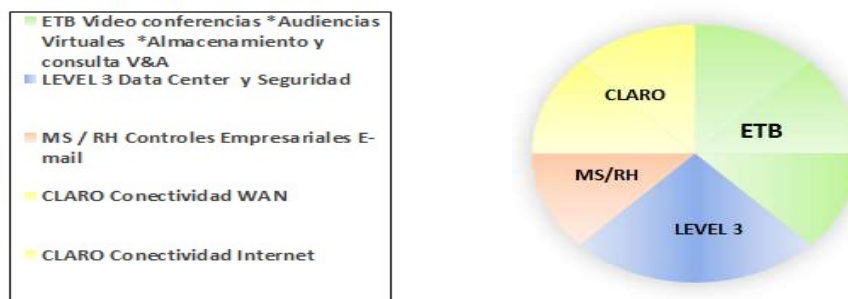 ETB Video conferencias *Audiencias
Virtuales *Almacenamiento y
consulta V&A
LEVEL 3 Data Center y Seguridad
MS / RH Controles Empresariales E-
mail
CLARO Conectividad WAN
CLARO Conectividad Internet
CLARO
ETB
MS/RH
LEVEL 3